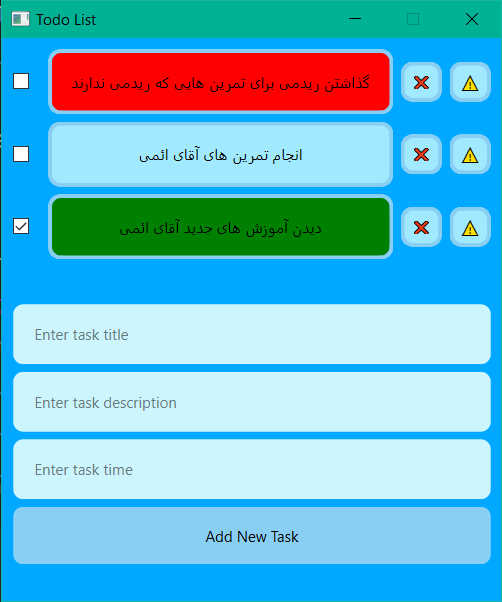 Todo List
گذاشتن ریدمی برای تمرین هایی که ریدمی ندارند
انجام تمرین های آقای ائمی
دیدن آموزش های جدید آقای ائمی
Enter task title
Enter task description
Enter task time
Add New Task